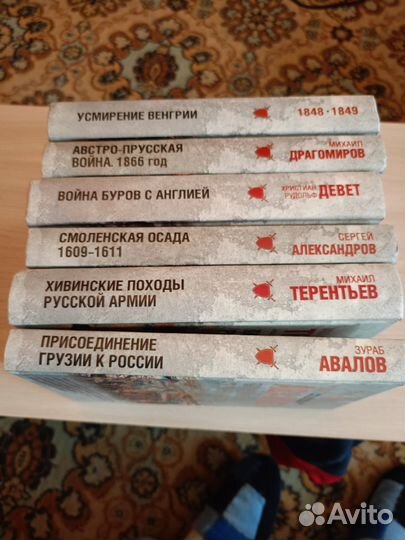 УСМИРЕНИЕ ВЕНГРИИ 1848 · 1849
АВСТРО-ПРУССКАЯ
ВОЙНА. 1866 год
МИХАИЛ
ДРАГОМИРОВ
ВОЙНА БУРОВ С АНГЛИЕЙ
ХРИСТИАН
РУДОЛЬФ
ДЕВЕТ
СМОЛЕНСКАЯ ОСАДА
1609-1611
СЕРГЕЙ
АЛЕКСАНДРОВ
ХИВИНСКИЕ ПОХОДЫ
РУССКОЙ АРМИИ
МИХАИЛ
ТЕРЕНТЬЕВ
ПРИСОЕДИНЕНИЕ
ГРУЗИИ К РОССИИ
ЗУРАБ
АВАЛОВ
Avito